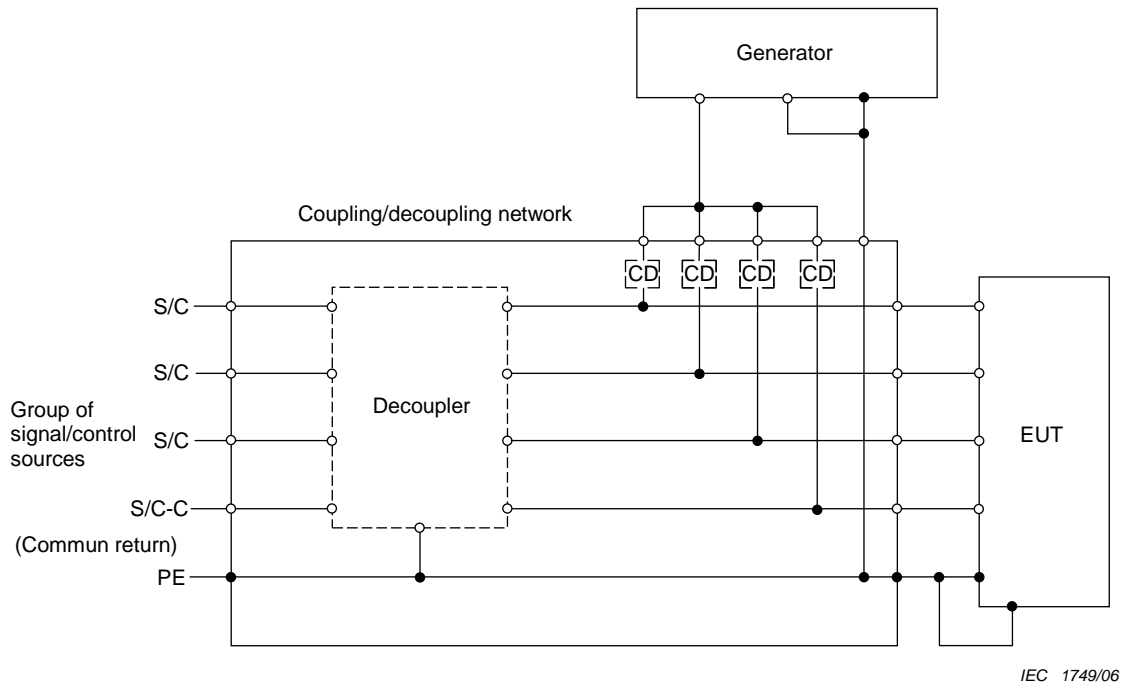 Generator
Coupling/decoupling network
CD CD CD CD
S/C
S/C
Decoupler
Group of
signal/control
sources
S/C
EUT
S/C-C
(Commun return)
PE
IEC 1749/06